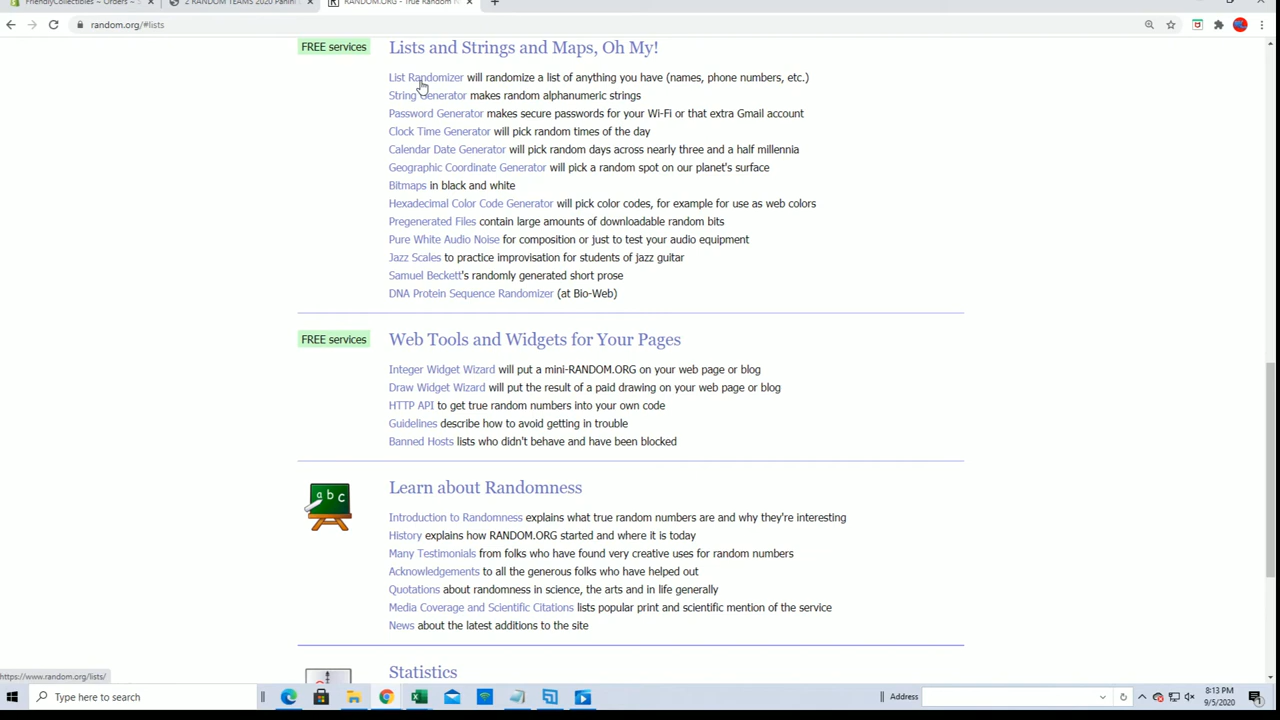 FriendlyCollectibles ~ Orders ~
2 RANDOM TEAMS 2020 Panini
RANDOM.ORG - True Random
random.org/#lists
FREE services
Lists and Strings and Maps, Oh My!
List Randomizer will randomize a list of anything you have (names, phone numbers, etc.)
String Generator makes random alphanumeric strings
Password Generator makes secure passwords for your Wi-Fi or that extra Gmail account
Clock Time Generator will pick random times of the day
Calendar Date Generator will pick random days across nearly three and a half millennia
Geographic Coordinate Generator will pick a random spot on our planet's surface
Bitmaps in black and white
Hexadecimal Color Code Generator will pick color codes, for example for use as web colors
Pregenerated Files contain large amounts of downloadable random bits
Pure White Audio Noise for composition or just to test your audio equipment
Jazz Scales to practice improvisation for students of jazz guitar
Samuel Beckett's randomly generated short prose
DNA Protein Sequence Randomizer (at Bio-Web)
FREE services
Web Tools and Widgets for Your Pages
Integer Widget Wizard will put a mini-RANDOM.ORG on your web page or blog
Draw Widget Wizard will put the result of a paid drawing on your web page or blog
HTTP API to get true random numbers into your own code
Guidelines describe how to avoid getting in trouble
Banned Hosts lists who didn't behave and have been blocked
a b c
Learn about Randomness
Introduction to Randomness explains what true random numbers are and why they're interesting
History explains how RANDOM.ORG started and where it is today
Many Testimonials from folks who have found very creative uses for random numbers
Acknowledgements to all the generous folks who have helped out
Quotations about randomness in science, the arts and in life generally
Media Coverage and Scientific Citations lists popular print and scientific mention of the service
News about the latest additions to the site
Statistics
https://www.random.org/lists/
Type here to search
Address
8:13 PM
9/5/2020